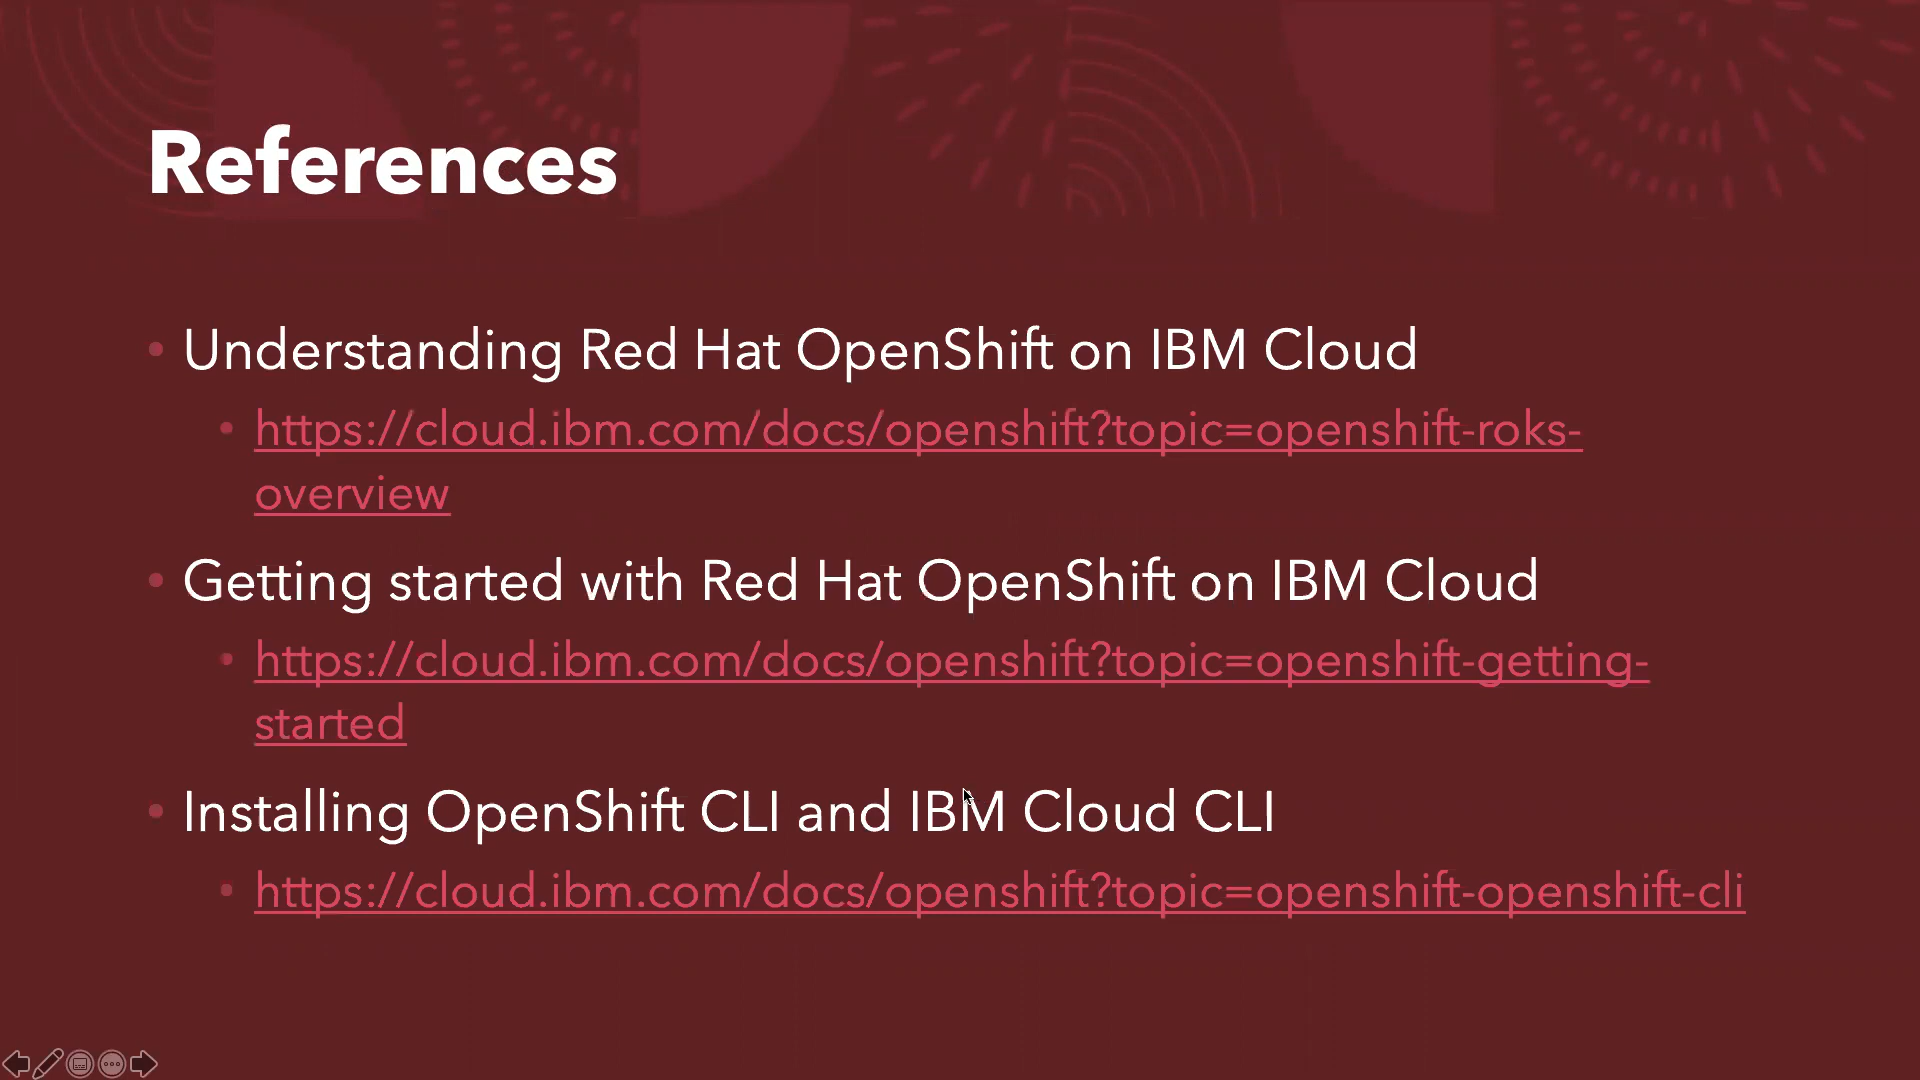 References
• Understanding Red Hat OpenShift on IBM Cloud
• https://cloud.ibm.com/docs/openshift?topic=openshift-roks-
overview
• Getting started with Red Hat OpenShift on IBM Cloud
• https://cloud.ibm.com/docs/openshift?topic=openshift-getting-
started
• Installing OpenShift CLI and IBM Cloud CLI
• https://cloud.ibm.com/docs/openshift?topic=openshift-openshift-cli